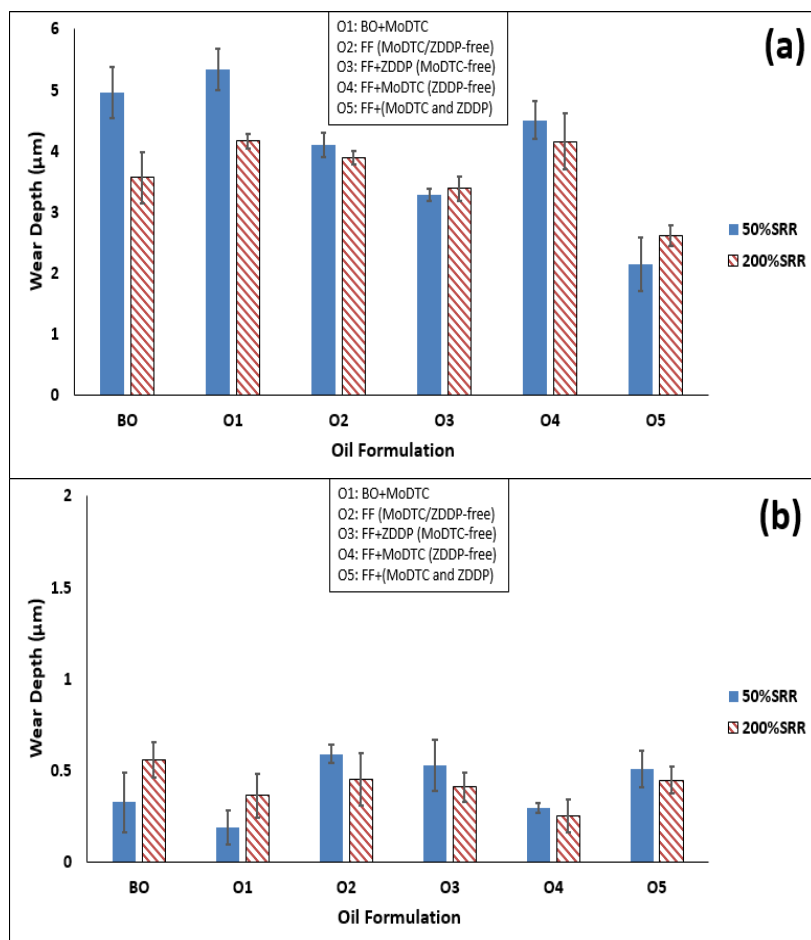 O1: BO+MoDTC
O2: FF (MoDTC/ZDDP-free)
O3: FF+ZDDP (MoDTC-free)
O4: FF+MoDTC (ZDDP-free)
O5: FF+(MoDTC and ZDDP)
(a)
6
5
4
3
2
1
0
Wear Depth (μm)
BO O1 O2 O3 O4 O5
Oil Formulation
50%SRR
200%SRR
O1: BO+MoDTC
O2: FF (MoDTC/ZDDP-free)
O3: FF+ZDDP (MoDTC-free)
O4: FF+MoDTC (ZDDP-free)
O5: FF+(MoDTC and ZDDP)
(b)
2
1.5
1
0.5
0
Wear Depth (μm)
BO O1 O2 O3 O4 O5
Oil Formulation
50%SRR
200%SRR